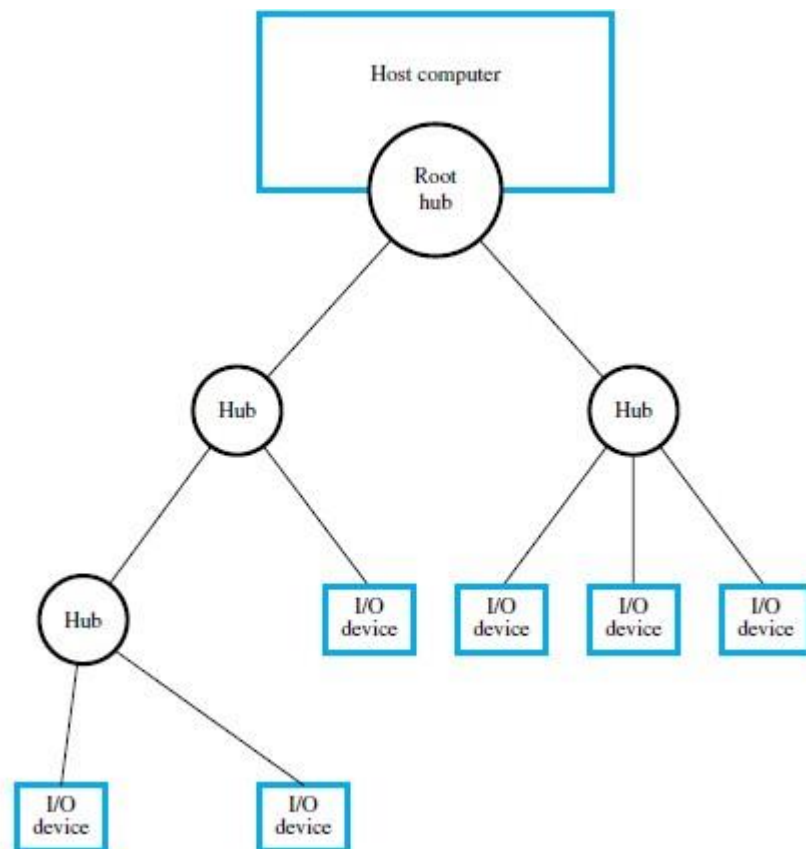 Host computer
Root
hub
Hub
Hub
Hub
I/O
device
I/O
device
I/O
device
I/O
device
I/O
device
I/O
device